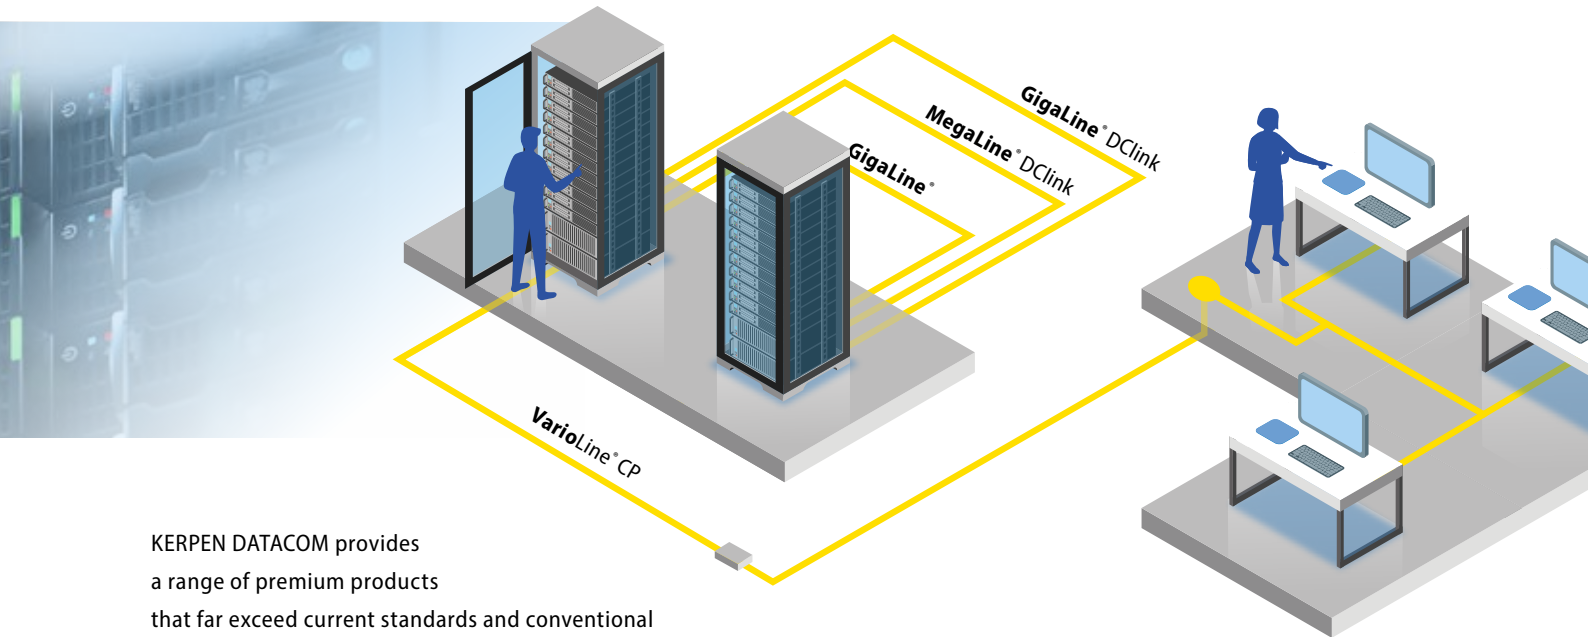 GigaLine® DClink
MegaLine® DClink
GigaLine®
VarioLine® CP
KERPEN DATACOM provides
a range of premium products
that far exceed current standards and conventional